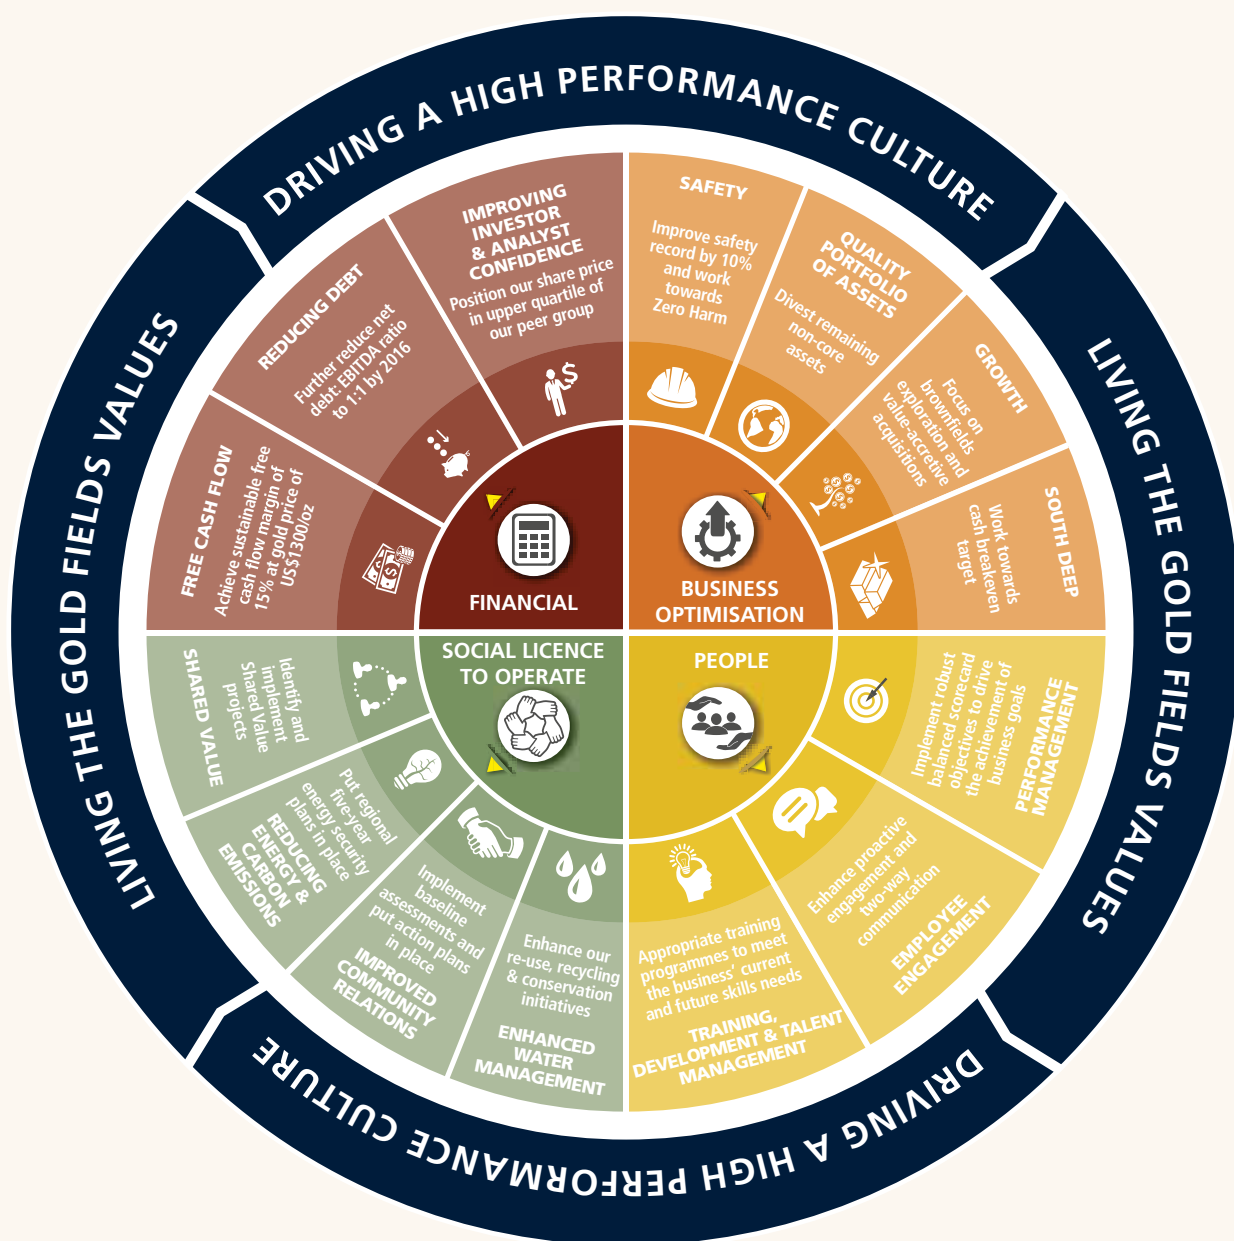 DRIVING A HIGH PERFORMANCE CULTURE
LIVING THE GOLD FIELDS VALUES
DRIVING A HIGH PERFORMANCE CULTURE
LIVING THE GOLD FIELDS VALUES
FINANCIAL
FREE CASH FLOW
Achieve sustainable free
cash flow margin of
15% at gold price of
US$1300/oz
REDUCING DEBT
Further reduce net
debt: EBITDA ratio
to 1:1 by 2016
IMPROVING
INVESTOR
& ANALYST
CONFIDENCE
Position our share price
in upper quartile of
our peer group
BUSINESS
OPTIMISATION
SAFETY
Improve safety
record by 10%
and work
towards
Zero Harm
QUALITY
PORTFOLIO
OF ASSETS
Divest remaining
non-core
assets
GROWTH
Focus on
brownfields
exploration and
value-accretive
acquisitions
SOUTH DEEP
Work towards
cash breakeven
target
PEOPLE
PERFORMANCE
MANAGEMENT
Implement robust
balanced scorecard
objectives to drive
the achievement of
business goals
Enhance proactive
engagement and
two-way
communication
EMPLOYEE
ENGAGEMENT
Appropriate training
programmes to meet
the business' current
and future skills needs
TRAINING,
DEVELOPMENT & TALENT
MANAGEMENT
SOCIAL LICENCE
TO OPERATE
Enhance our
re-use, recycling
& conservation
initiatives
ENHANCED
WATER
MANAGEMENT
Implement
baseline
assessments and
put action plans
in place
IMPROVED
COMMUNITY
RELATIONS
Put regional
five-year
energy security
plans in place
REDUCING
ENERGY &
CARBON
EMISSIONS
Identify and
implement
Shared Value
projects
SHARED VALUE